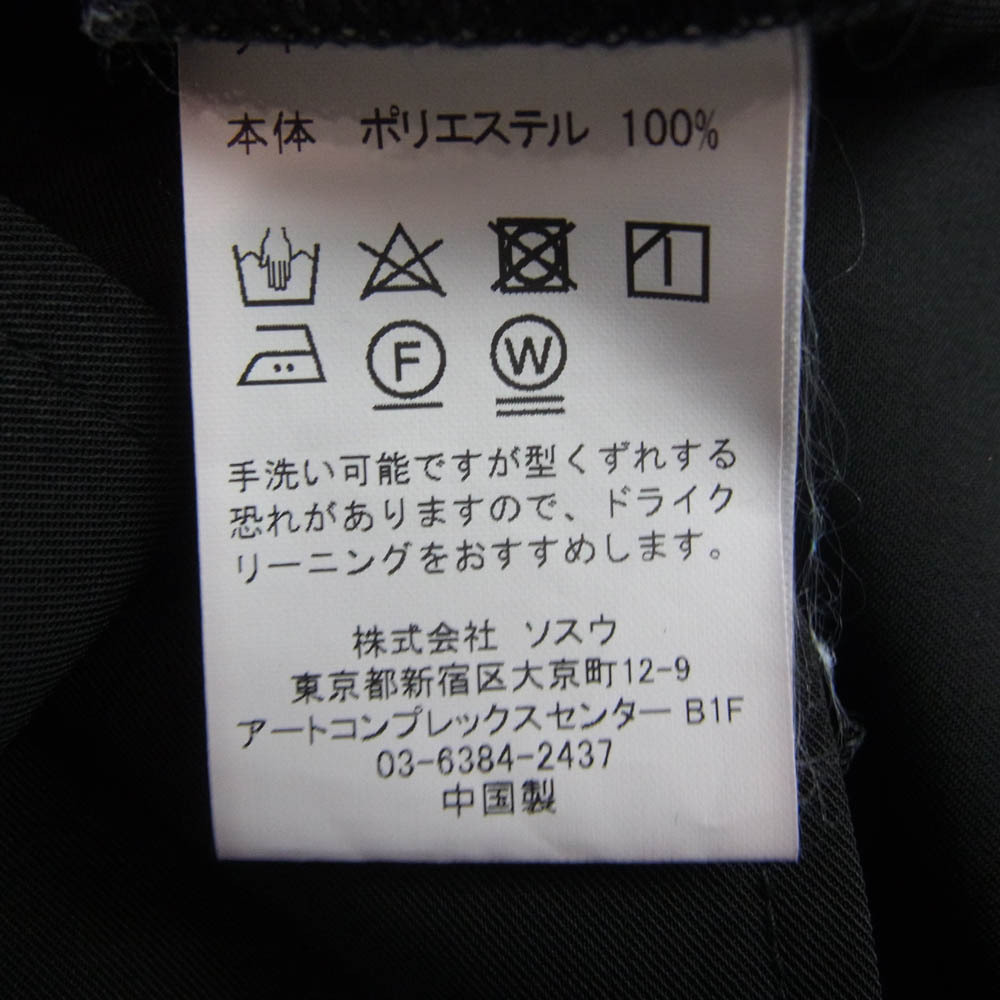 本体 ポリエステル 100%
F W
手洗い可能ですが型くずれする
恐れがありますので、ドライク
リーニングをおすすめします。
株式会社 ソスウ
東京都新宿区大京町12-9
アートコンプレックスセンター B1F
03-6384-2437
中国製